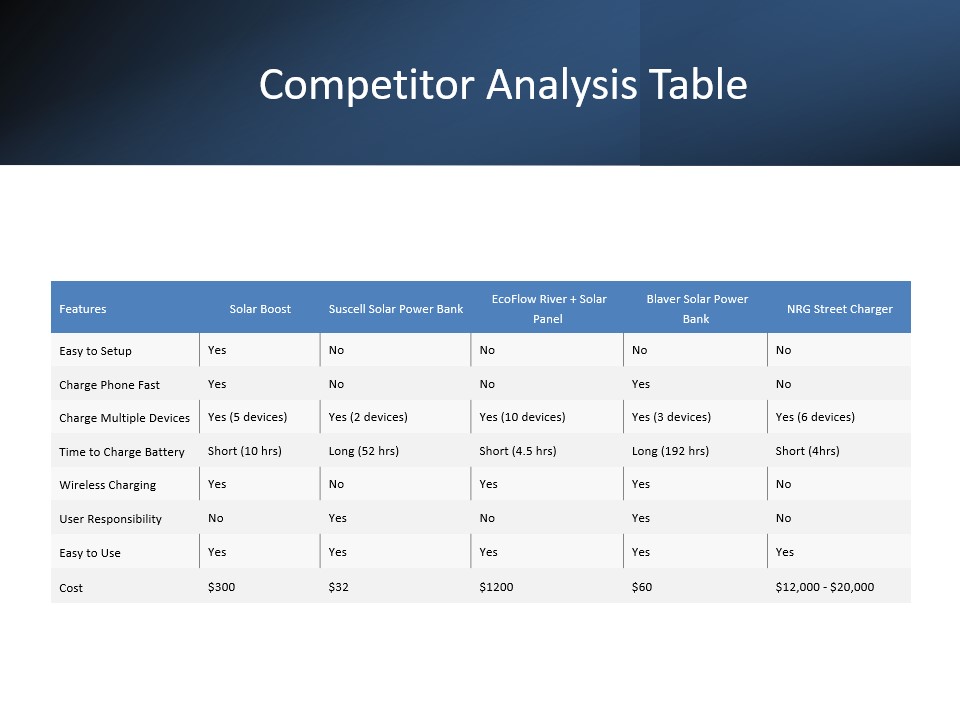 Competitor Analysis Table
Features Solar Boost Suscell Solar Power Bank EcoFlow River + Solar Panel Blaver Solar Power Bank NRG Street Charger
Easy to Setup Yes No No No No
Charge Phone Fast Yes No No Yes No
Charge Multiple Devices Yes (5 devices) Yes (2 devices) Yes (10 devices) Yes (3 devices) Yes (6 devices)
Time to Charge Battery Short (10 hrs) Long (52 hrs) Short (4.5 hrs) Long (192 hrs) Short (4hrs)
Wireless Charging Yes No Yes Yes No
User Responsibility No Yes No Yes No
Easy to Use Yes Yes Yes Yes Yes
Cost $300 $32 $1200 $60 $12,000 - $20,000